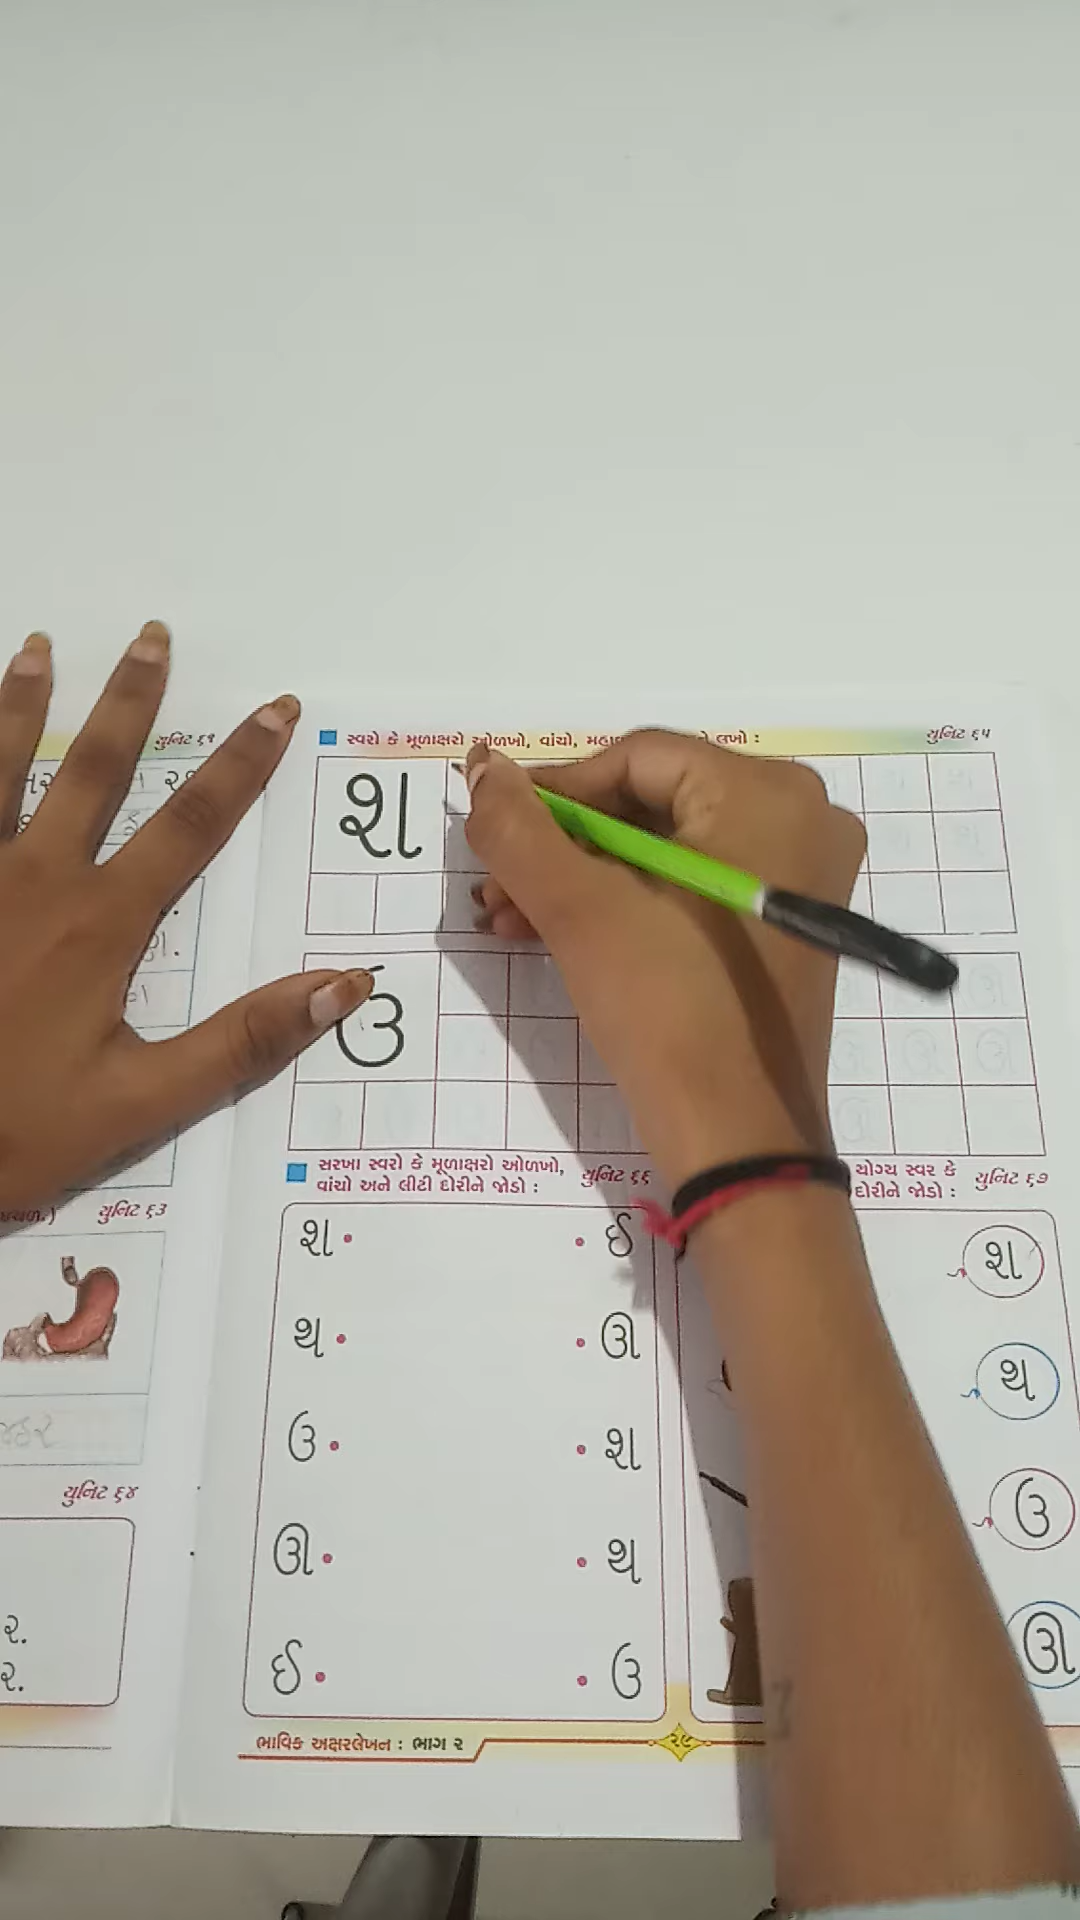 યુનિટ ૬૧
સ્વરો કે મૂળાક્ષરો ઓળખો, વાંચો, લખો :
યુનિટ ૬૫
શ
ઉ
સરખા સ્વરો કે મૂળાક્ષરો ઓળખો,
વાંચો અને લીટી દોરીને જોડો :
યુનિટ ૬૬
યોગ્ય સ્વર કે
દોરીને જોડો :
યુનિટ ૬૭
યુનિટ ૬૩
યુનિટ ૬૪
ર.
ર.
શ • • ઈ
થ • • ઊ
ઉ • • શ
ઊ • • થ
ઈ • • ઉ
શ
થ
ઉ
ઊ
ભાવિક અક્ષરલેખન : ભાગ ૨
૨૯